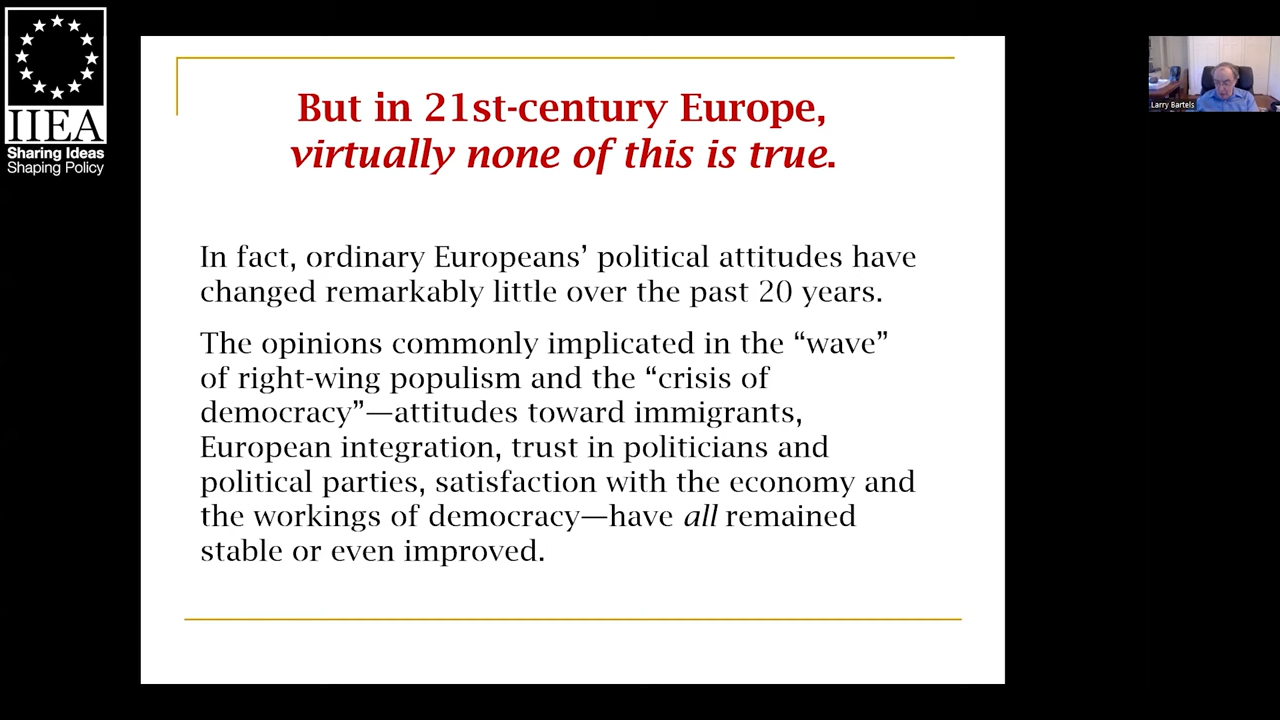 IIEA
Sharing Ideas
Shaping Policy
But in 21st-century Europe,
virtually none of this is true.
In fact, ordinary Europeans’ political attitudes have
changed remarkably little over the past 20 years.
The opinions commonly implicated in the “wave”
of right-wing populism and the “crisis of
democracy”—attitudes toward immigrants,
European integration, trust in politicians and
political parties, satisfaction with the economy and
the workings of democracy—have all remained
stable or even improved.
Larry Bartels